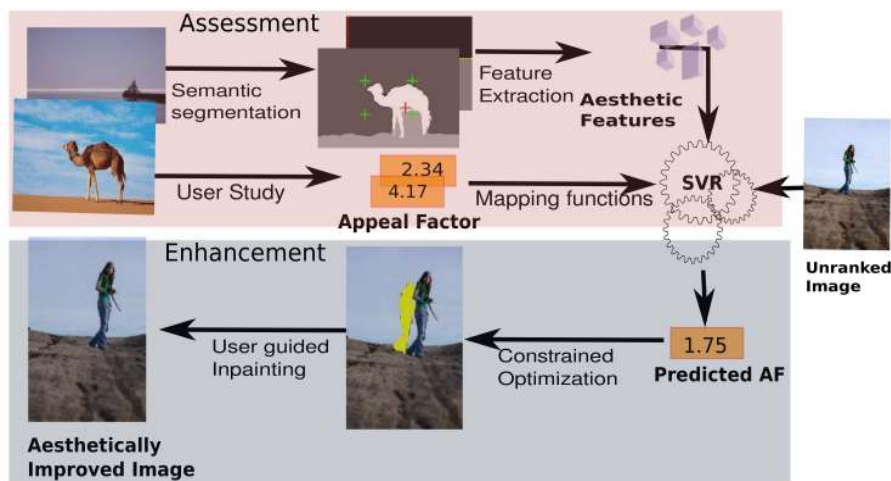 Assessment
Semantic
segmentation
Feature
Extraction
Aesthetic
Features
User Study
2.34
4.17
Appeal Factor
Mapping functions
SVR
Unranked
Image
Enhancement
User guided
Inpainting
Constrained
Optimization
1.75
Predicted AF
Aesthetically
Improved Image